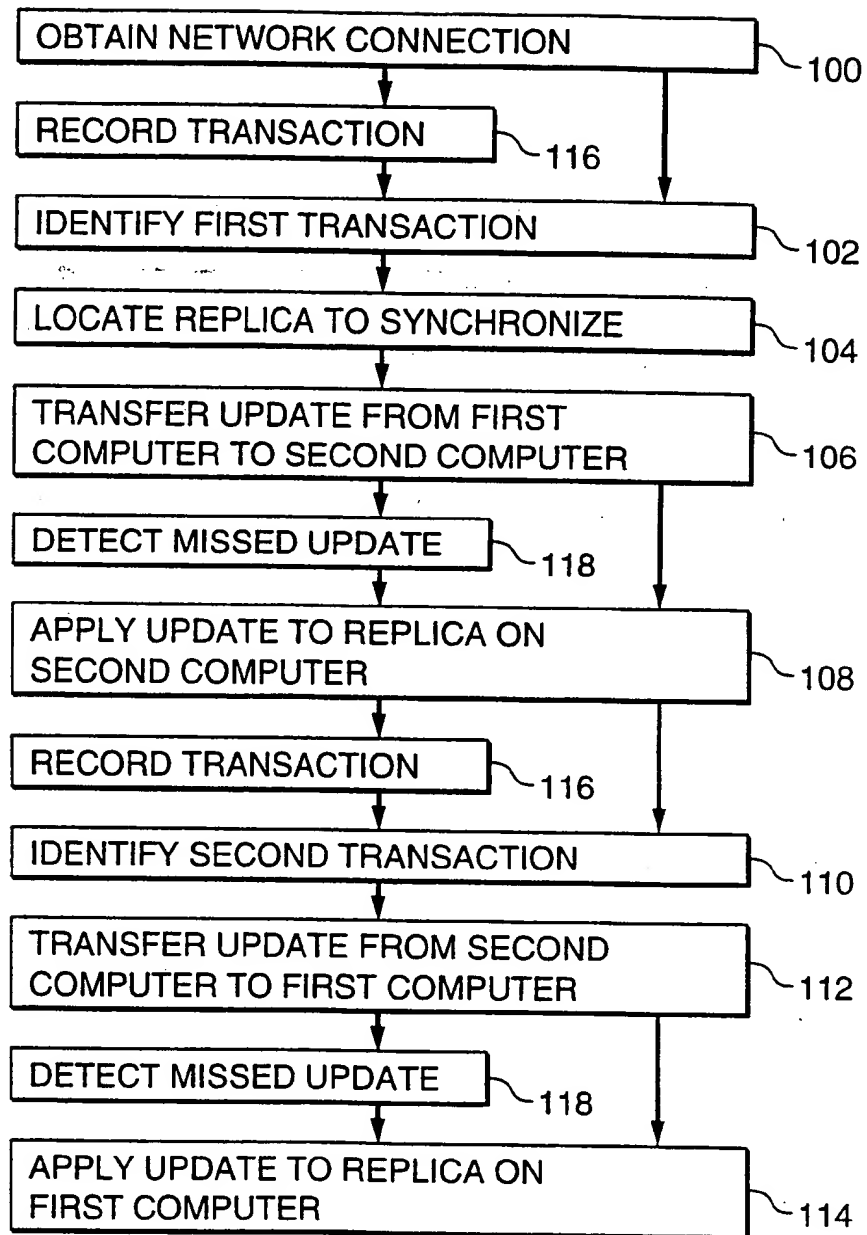 OBTAIN NETWORK CONNECTION
100
RECORD TRANSACTION
116
IDENTIFY FIRST TRANSACTION
102
LOCATE REPLICA TO SYNCHRONIZE
104
TRANSFER UPDATE FROM FIRST
COMPUTER TO SECOND COMPUTER
106
DETECT MISSED UPDATE
118
APPLY UPDATE TO REPLICA ON
SECOND COMPUTER
108
RECORD TRANSACTION
116
IDENTIFY SECOND TRANSACTION
110
TRANSFER UPDATE FROM SECOND
COMPUTER TO FIRST COMPUTER
112
DETECT MISSED UPDATE
118
APPLY UPDATE TO REPLICA ON
FIRST COMPUTER
114